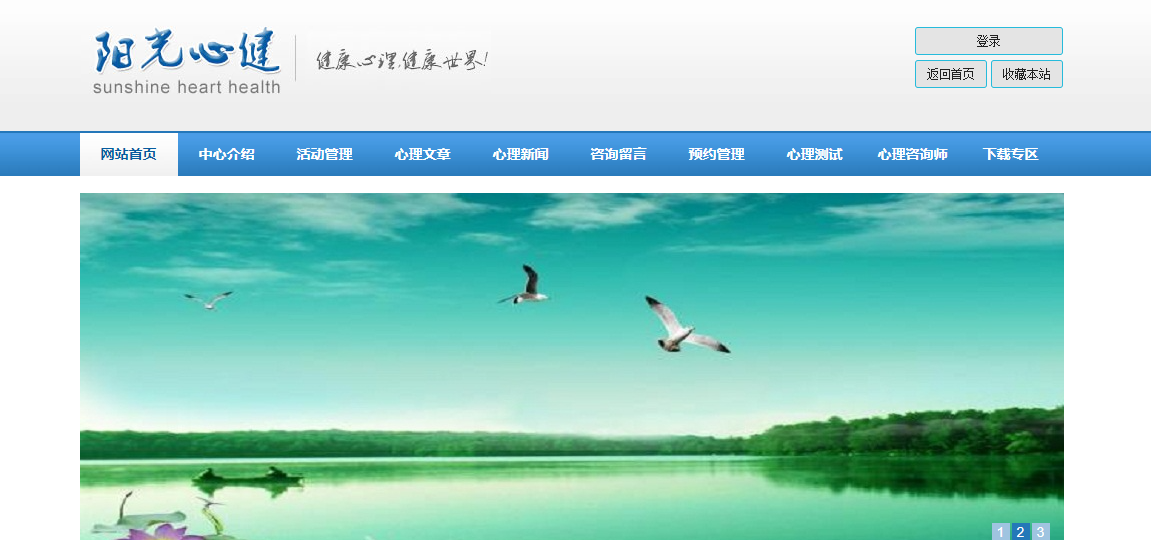 阳光心健
sunshine heart health
健康心理,健康世界!
登录
返回首页 收藏本站
网站首页 中心介绍 活动管理 心理文章 心理新闻 咨询留言 预约管理 心理测试 心理咨询师 下载专区
1 2 3